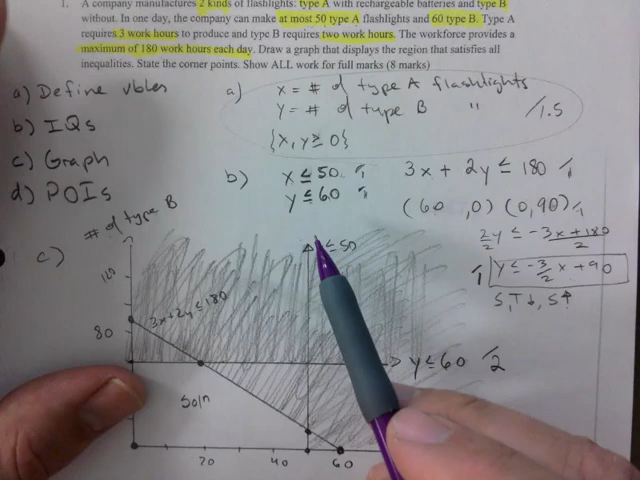 1. A company manufactures 2 kinds of flashlights: type A with rechargeable batteries and type B
without. In one day, the company can make at most 50 type A flashlights and 60 type B. Type A
requires 3 work hours to produce and type B requires two work hours. The workforce provides a
maximum of 180 work hours each day. Draw a graph that displays the region that satisfies all
inequalities. State the corner points. Show ALL work for full marks (8 marks)
a) Define vbles
b) IQs
c) Graph
d) POIs
a) x = # of type A flashlights
y = # of type B " /1.5
{x, y ≥ 0}
b) x ≤ 50
y ≤ 60
3x + 2y ≤ 180
(60, 0) (0, 90)
2y/2 ≤ -3x+180/2
y ≤ -3/2 x + 90
S, T↓, S↑
c) # of type B
≤ 50
120
80
3x+2y ≤ 180
y ≤ 60 /2
Soln
20 40 60